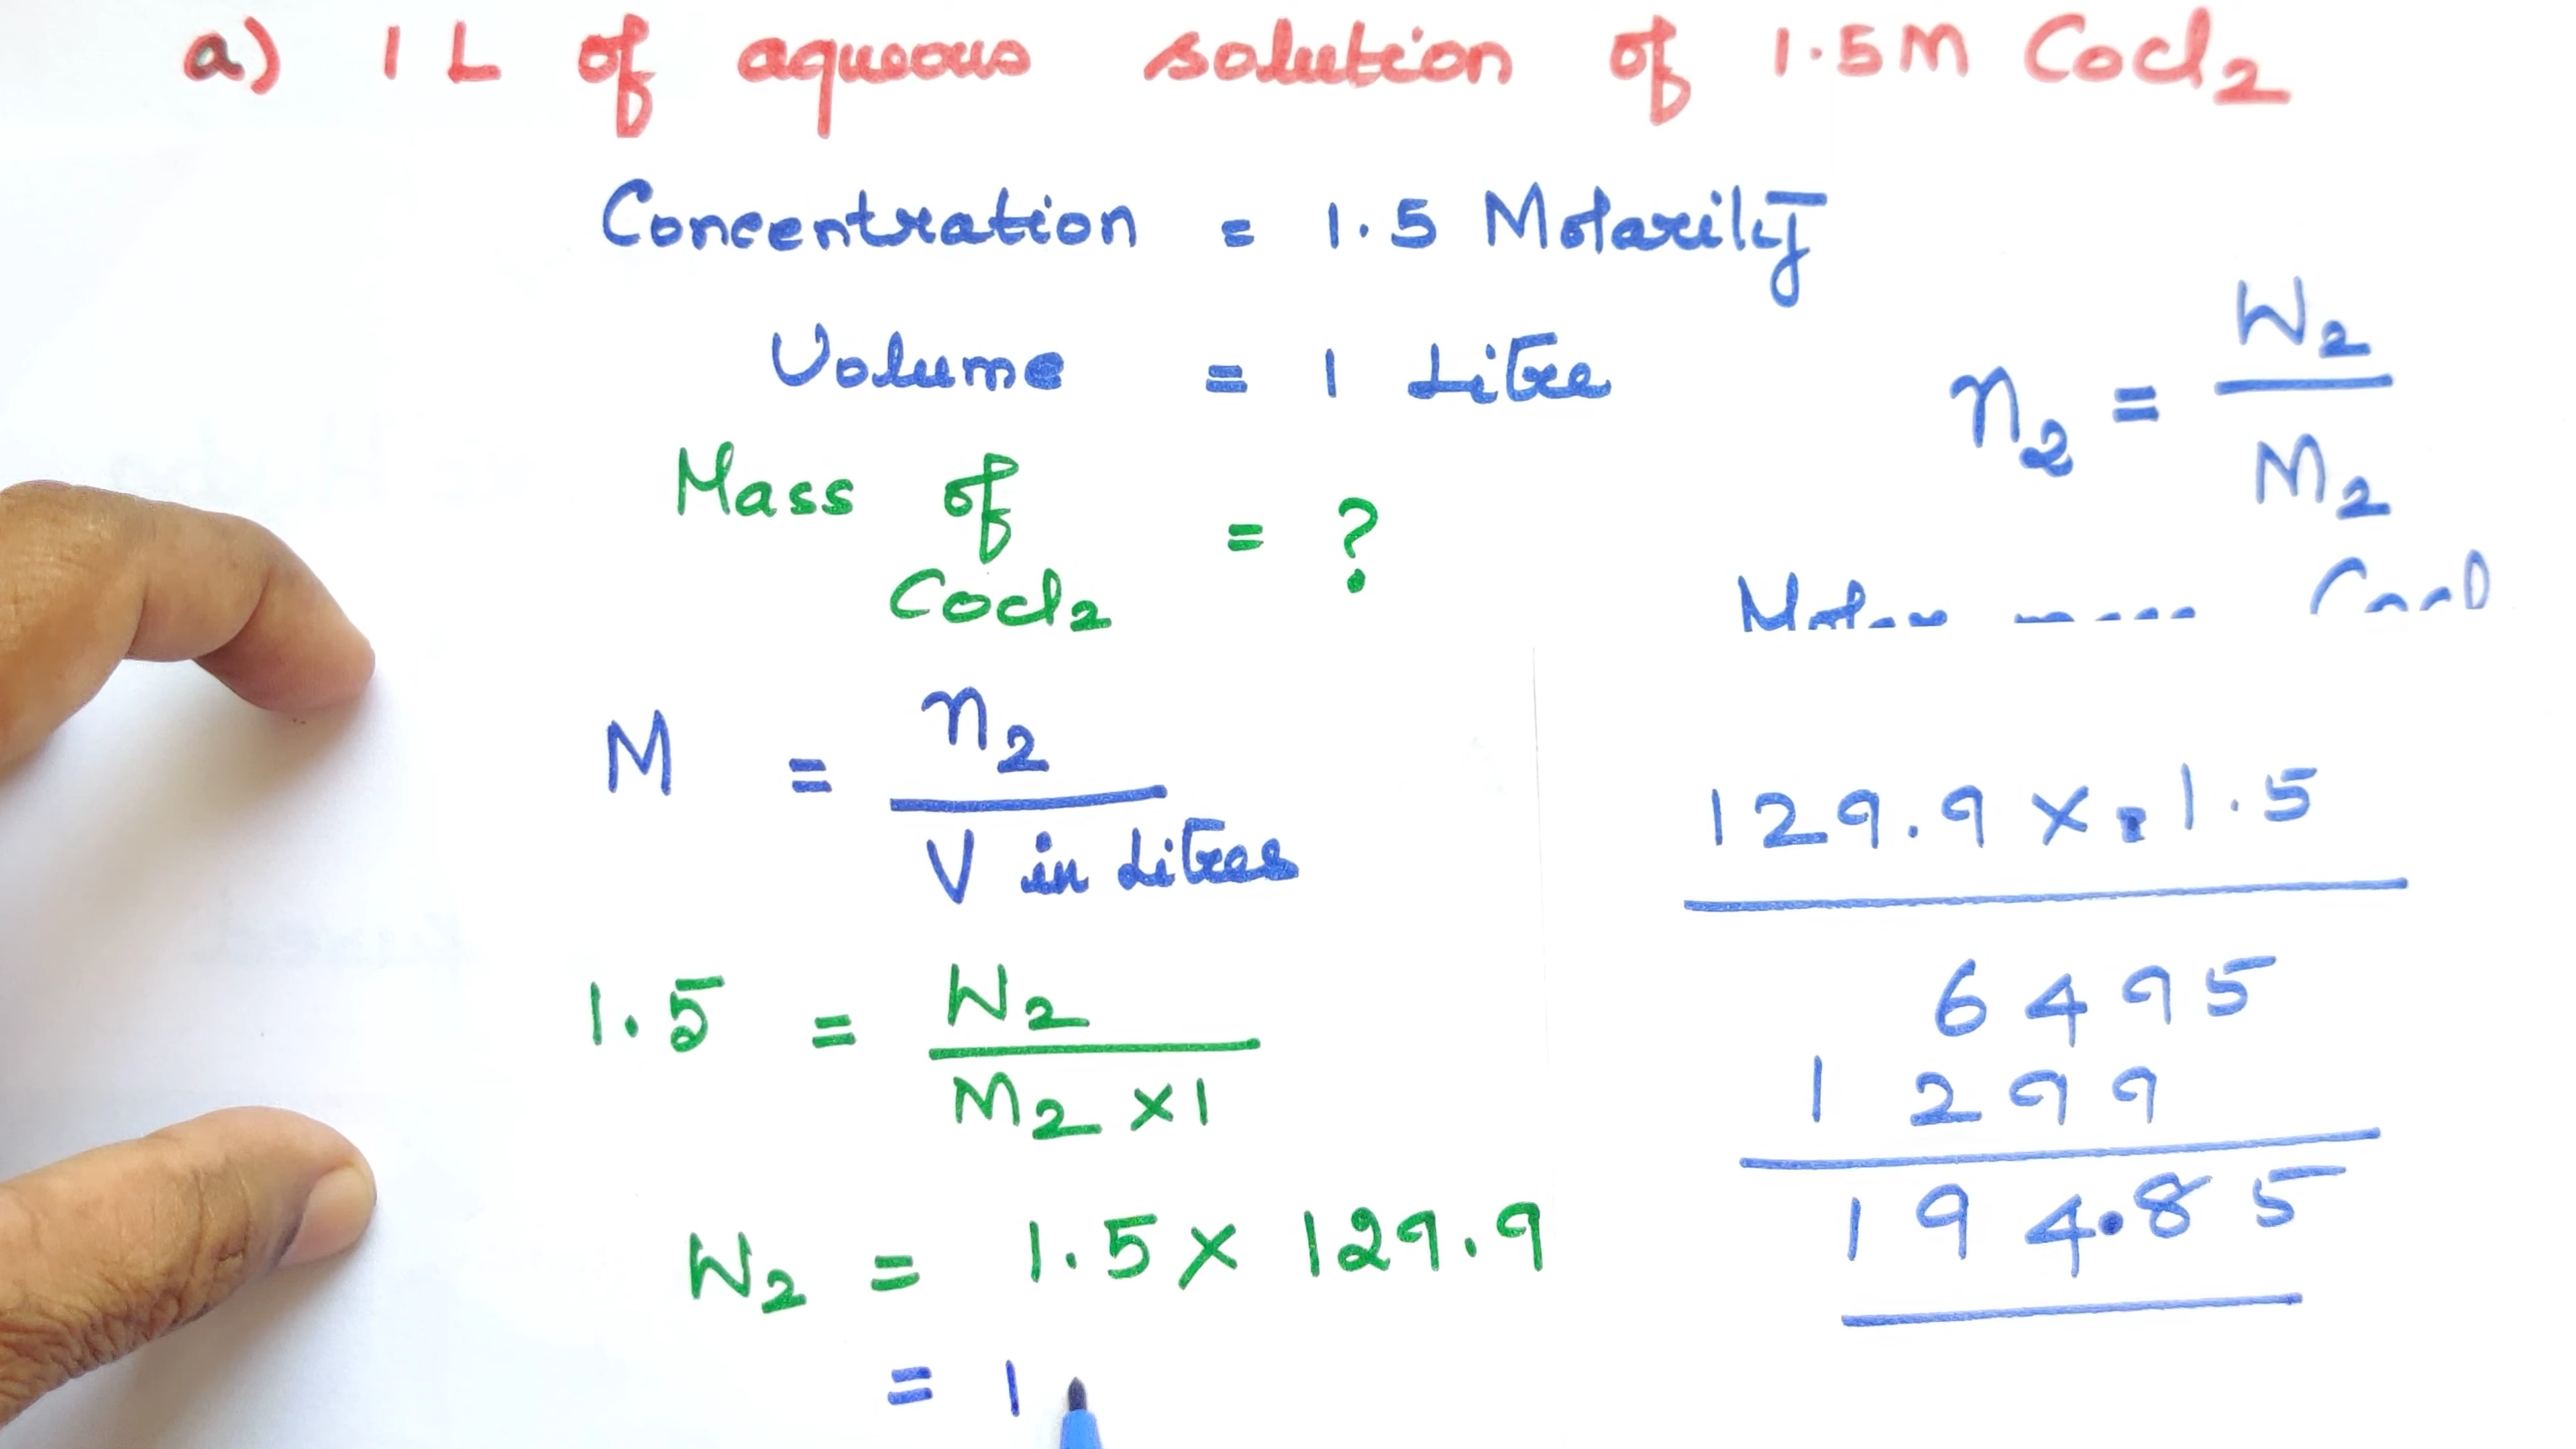 a) 1 L of aqueous solution of 1.5M Cocl2
Concentration = 1.5 Molarity
Volume = 1 Litre
Mass of Cocl2 = ?
M = n2 / V in Litres
1.5 = W2 / M2 ×1
W2 = 1.5 × 129.9
= 1
n2 = W2 / M2
129.9 × 1.5
6495
1299
194.85